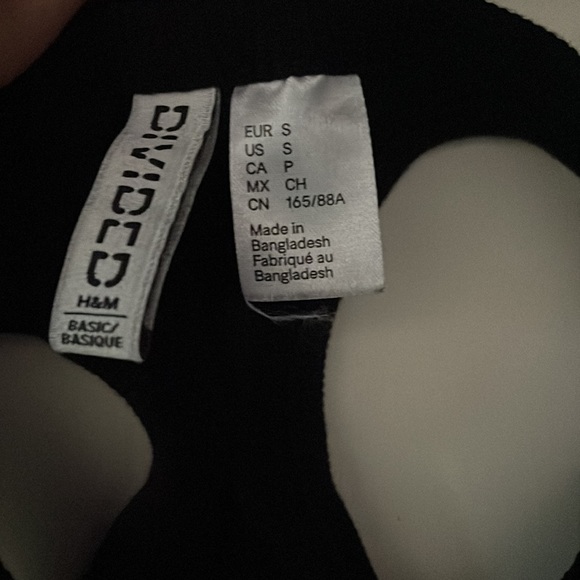 DIVIDED
H&M
BASIC/
BASIQUE
EUR S
US S
CA P
MX CH
CN 165/88A
Made in
Bangladesh
Fabriqué au
Bangladesh